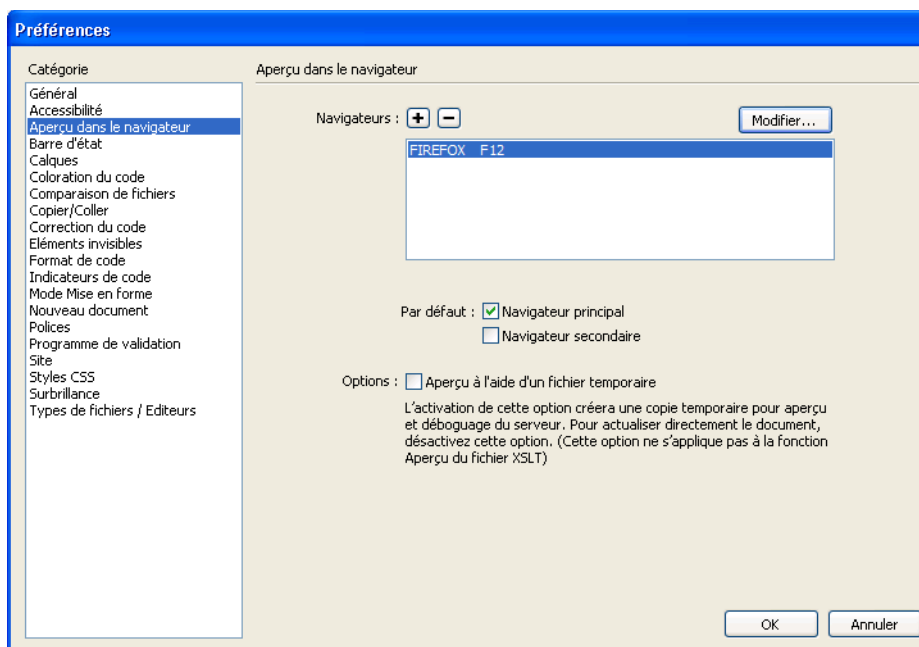 Préférences
Catégorie
Général
Accessibilité
Aperçu dans le navigateur
Barre d'état
Calques
Coloration du code
Comparaison de fichiers
Copier/Coller
Correction du code
Eléments invisibles
Format de code
Indicateurs de code
Mode Mise en forme
Nouveau document
Polices
Programme de validation
Site
Styles CSS
Surbrillance
Types de fichiers / Editeurs
Aperçu dans le navigateur
Navigateurs : + −
Modifier...
FIREFOX F12
Par défaut : Navigateur principal
Navigateur secondaire
Options : Aperçu à l'aide d'un fichier temporaire
L’activation de cette option créera une copie temporaire pour aperçu
et déboguage du serveur. Pour actualiser directement le document,
désactivez cette option. (Cette option ne s’applique pas à la fonction
Aperçu du fichier XSLT)
OK
Annuler